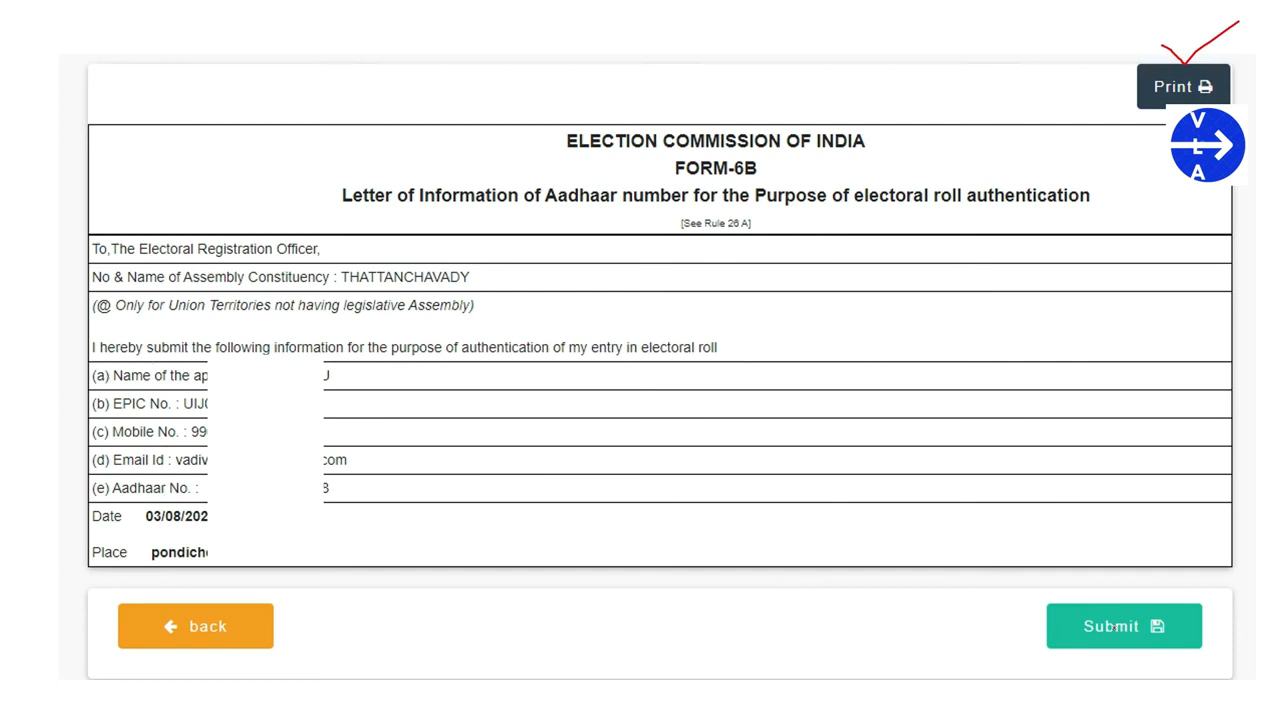 Print
V
L
A
ELECTION COMMISSION OF INDIA
FORM-6B
Letter of Information of Aadhaar number for the Purpose of electoral roll authentication
[See Rule 26 A]
To,The Electoral Registration Officer,
No & Name of Assembly Constituency : THATTANCHAVADY
(@ Only for Union Territories not having legislative Assembly)
I hereby submit the following information for the purpose of authentication of my entry in electoral roll
(a) Name of the
(b) EPIC No. :
(c) Mobile No. :
(d) Email Id : com
(e) Aadhaar No. :
Date
Place
back
Submit